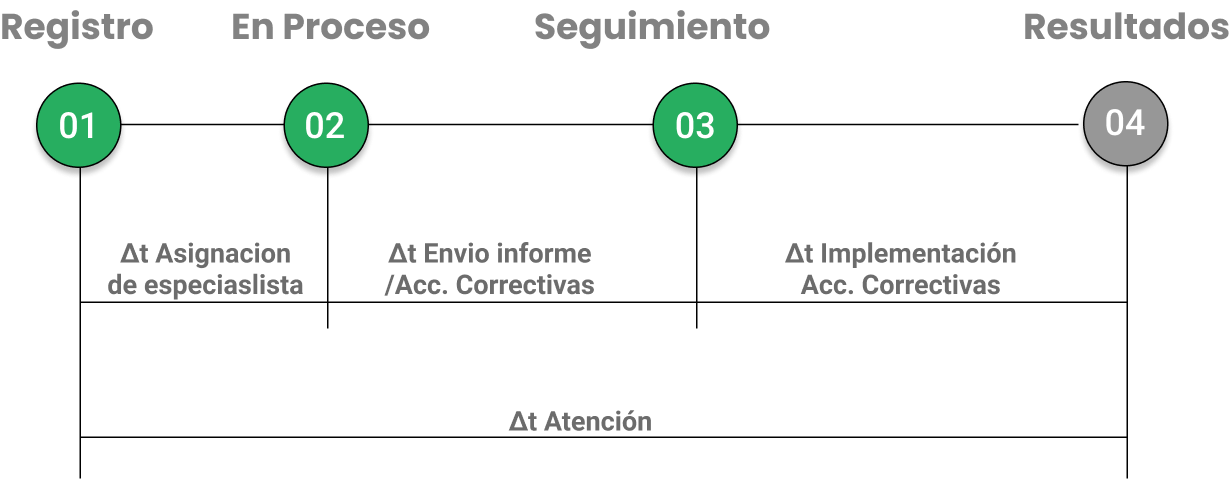 Registro
En Proceso
Seguimiento
Resultados
01
02
03
04
Δt Asignacion
de especiaslista
Δt Envio informe
/Acc. Correctivas
Δt Implementación
Acc. Correctivas
Δt Atención